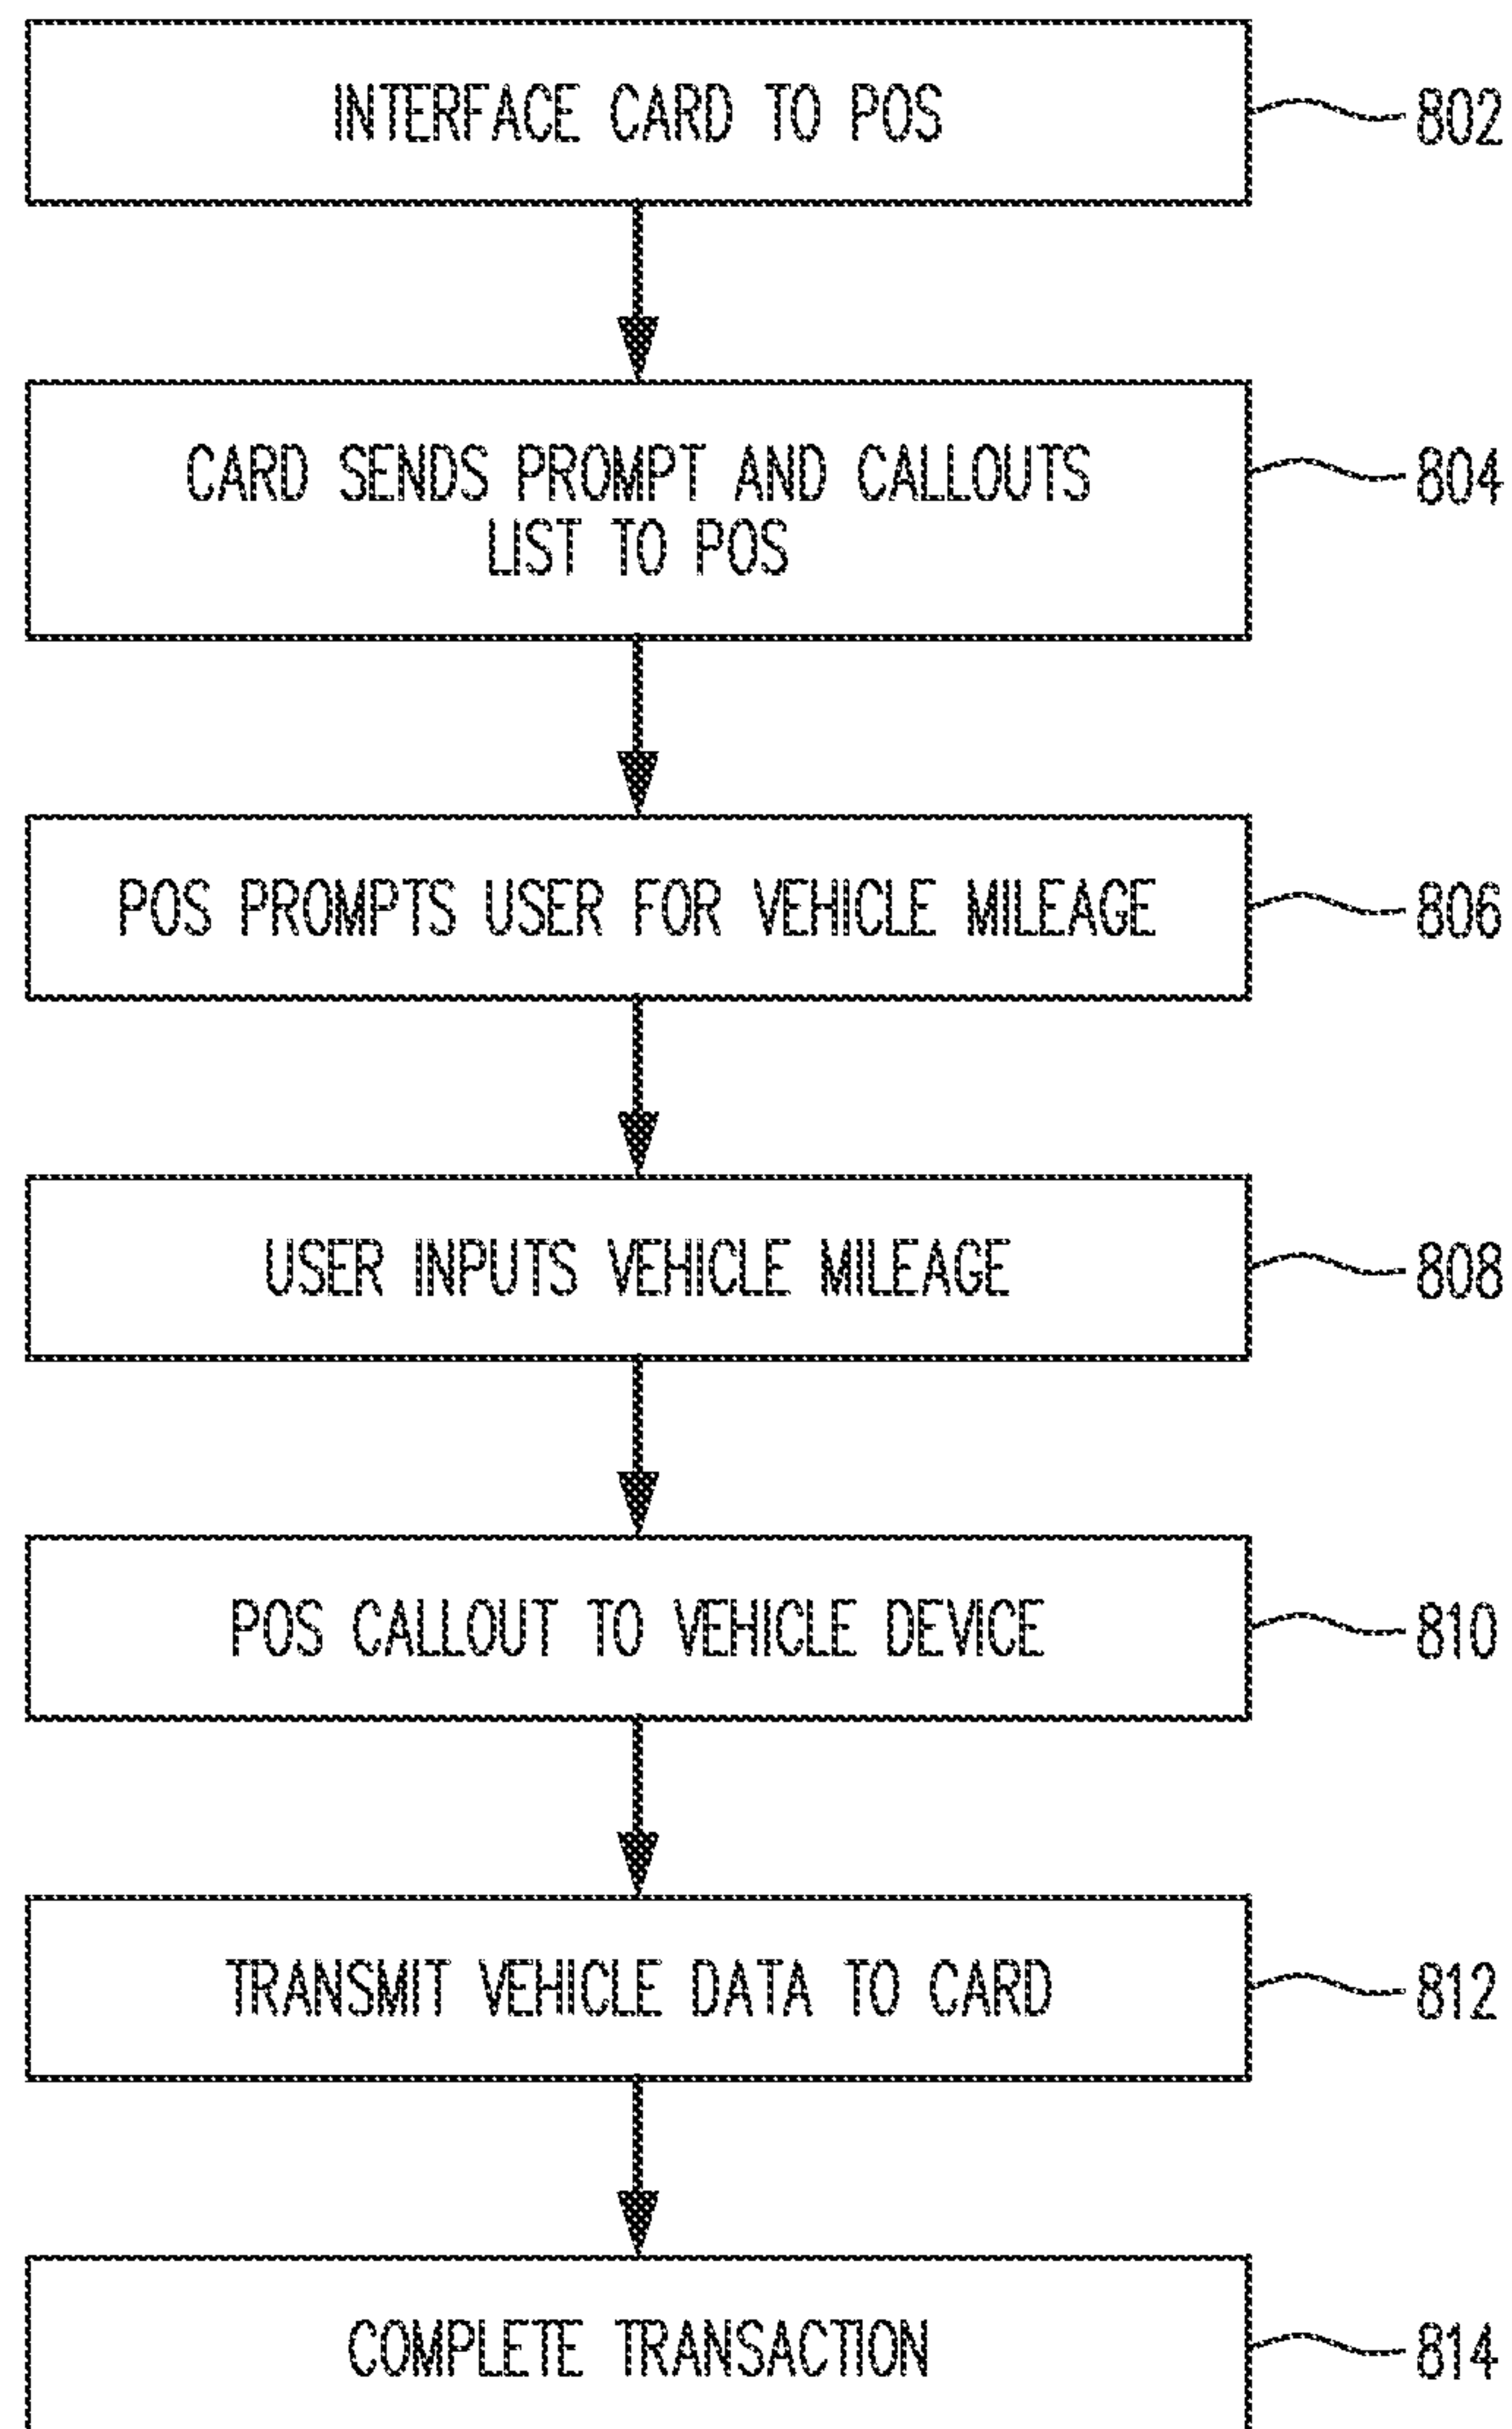 INTERFACE CARD TO POS
802
CARD SENDS PROMPT AND CALLOUTS
LIST TO POS
804
POS PROMPTS USER FOR VEHICLE MILEAGE
806
USER INPUTS VEHICLE MILEAGE
808
POS CALLOUT TO VEHICLE DEVICE
810
TRANSMIT VEHICLE DATA TO CARD
812
COMPLETE TRANSACTION
814